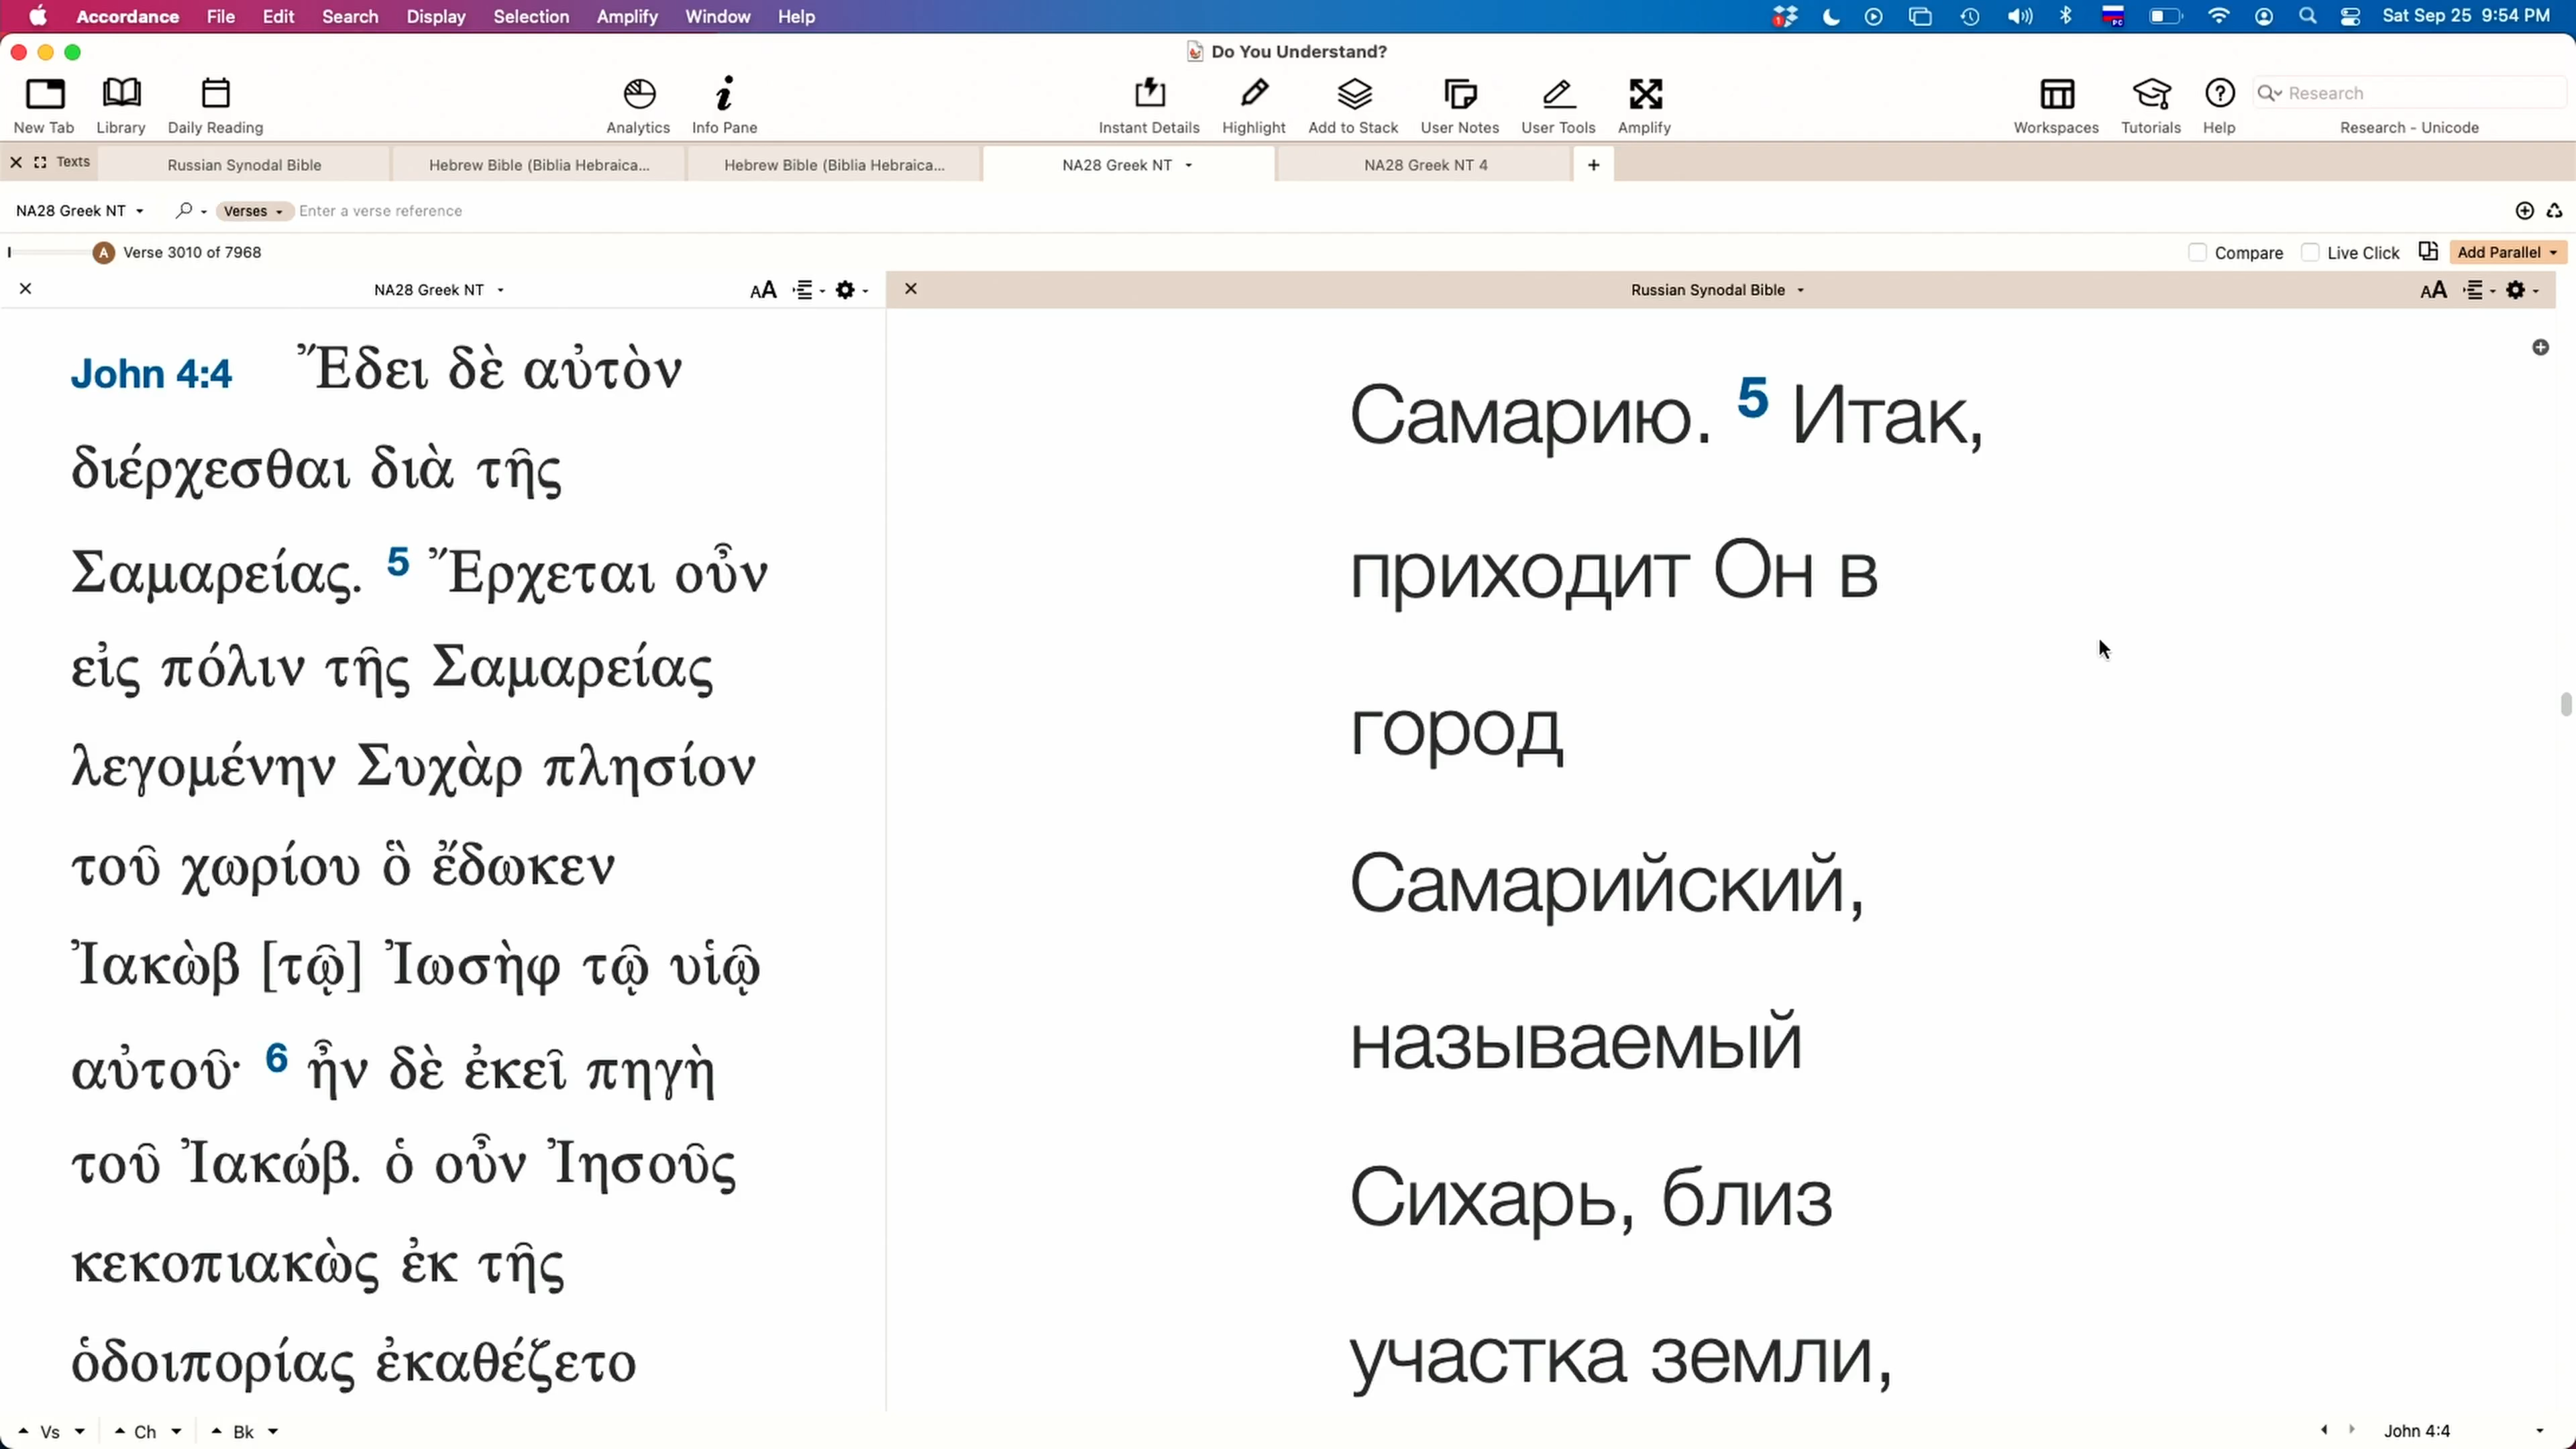 Accordance File Edit Search Display Selection Amplify Window Help Sat Sep 25 9:54 PM
Do You Understand?
New Tab Library Daily Reading Analytics Info Pane Instant Details Highlight Add to Stack User Notes User Tools Amplify Workspaces Tutorials Help Research
Research - Unicode
Texts Russian Synodal Bible Hebrew Bible (Biblia Hebraica... Hebrew Bible (Biblia Hebraica... NA28 Greek NT NA28 Greek NT 4 +
NA28 Greek NT Verses Enter a verse reference
A Verse 3010 of 7968 Compare Live Click Add Parallel
NA28 Greek NT AA
John 4:4 Ἔδει δὲ αὐτὸν
διέρχεσθαι διὰ τῆς
Σαμαρείας. 5 Ἔρχεται οὖν
εἰς πόλιν τῆς Σαμαρείας
λεγομένην Συχὰρ πλησίον
τοῦ χωρίου ὃ ἔδωκεν
Ἰακὼβ [τῷ] Ἰωσὴφ τῷ υἱῷ
αὐτοῦ· 6 ἦν δὲ ἐκεῖ πηγὴ
τοῦ Ἰακώβ. ὁ οὖν Ἰησοῦς
κεκοπιακὼς ἐκ τῆς
ὁδοιπορίας ἐκαθέζετο
Russian Synodal Bible AA
Самарию. 5 Итак,
приходит Он в
город
Самарийский,
называемый
Сихарь, близ
участка земли,
Vs Ch Bk John 4:4